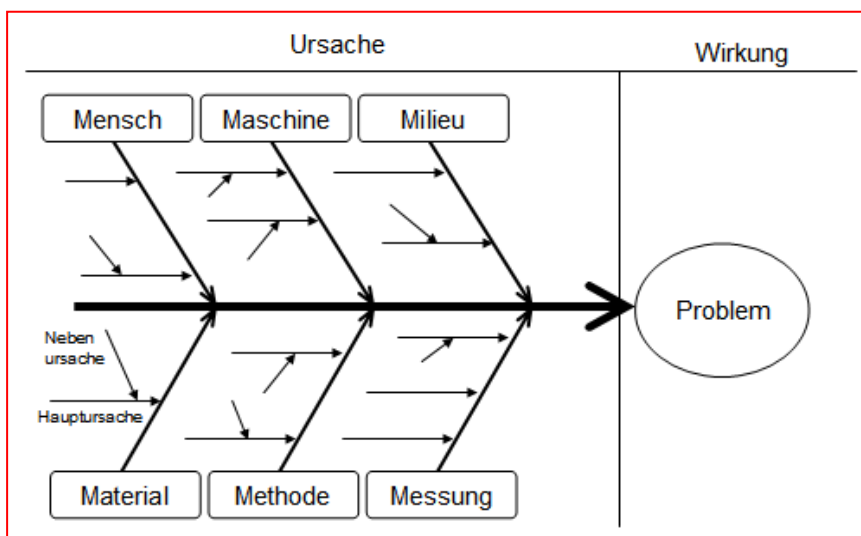 Ursache
Wirkung
Mensch
Maschine
Milieu
Problem
Neben
ursache
Hauptursache
Material
Methode
Messung